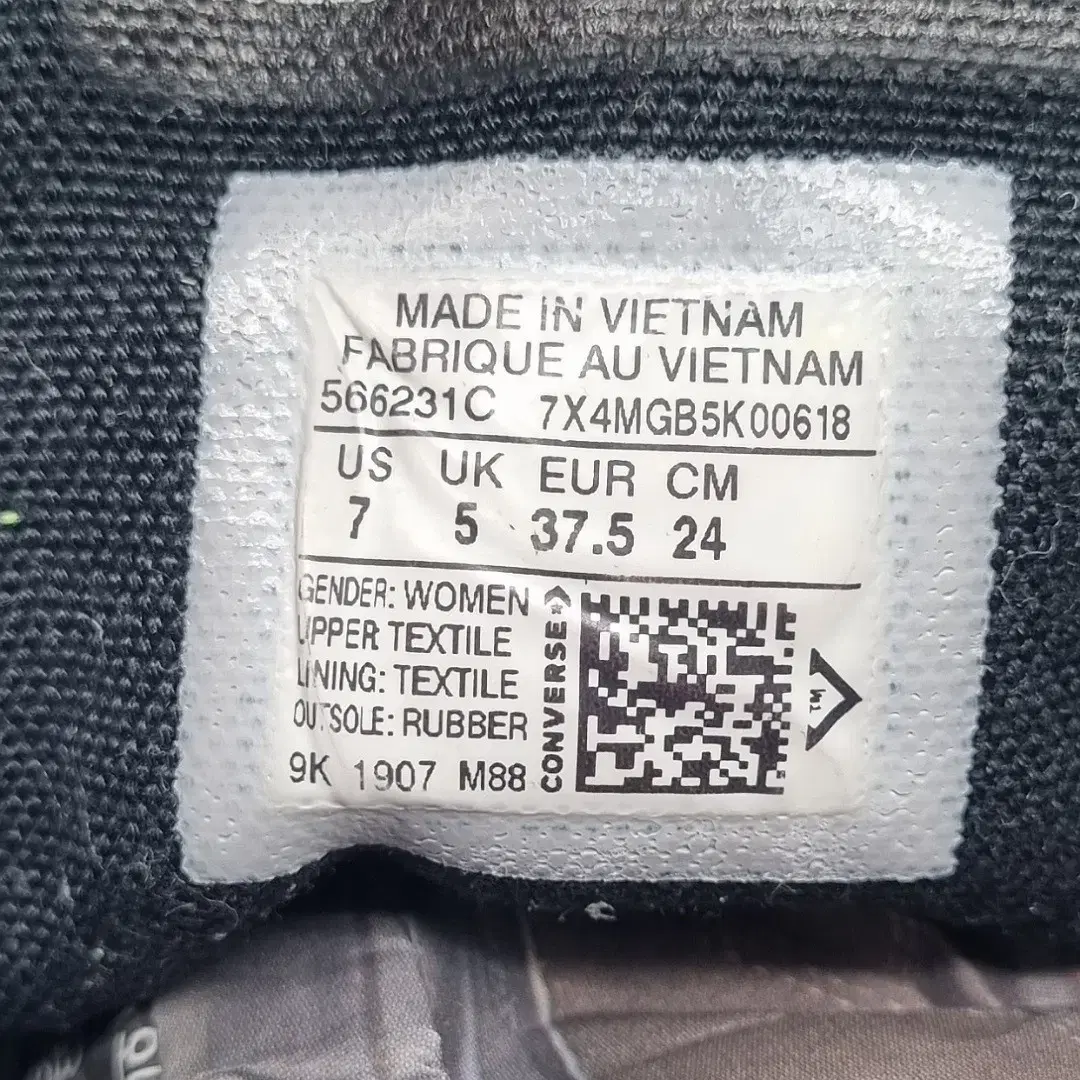 MADE IN VIETNAM
FABRIQUE AU VIETNAM
566231C 7X4MGB5K00618
US UK EUR CM
7 5 37.5 24
GENDER: WOMEN
UPPER TEXTILE
LINING: TEXTILE
OUTSOLE: RUBBER
9K 1907 M88
CONVERSE
TM